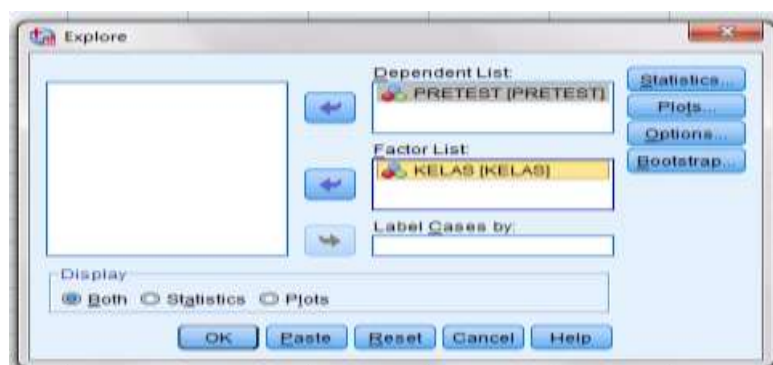 Explore
Dependent List:
PRETEST [PRETEST]
Factor List:
KELAS [KELAS]
Label Cases by:
Statistics...
Plots...
Options...
Bootstrap...
Display
Both Statistics Plots
OK Paste Reset Cancel Help